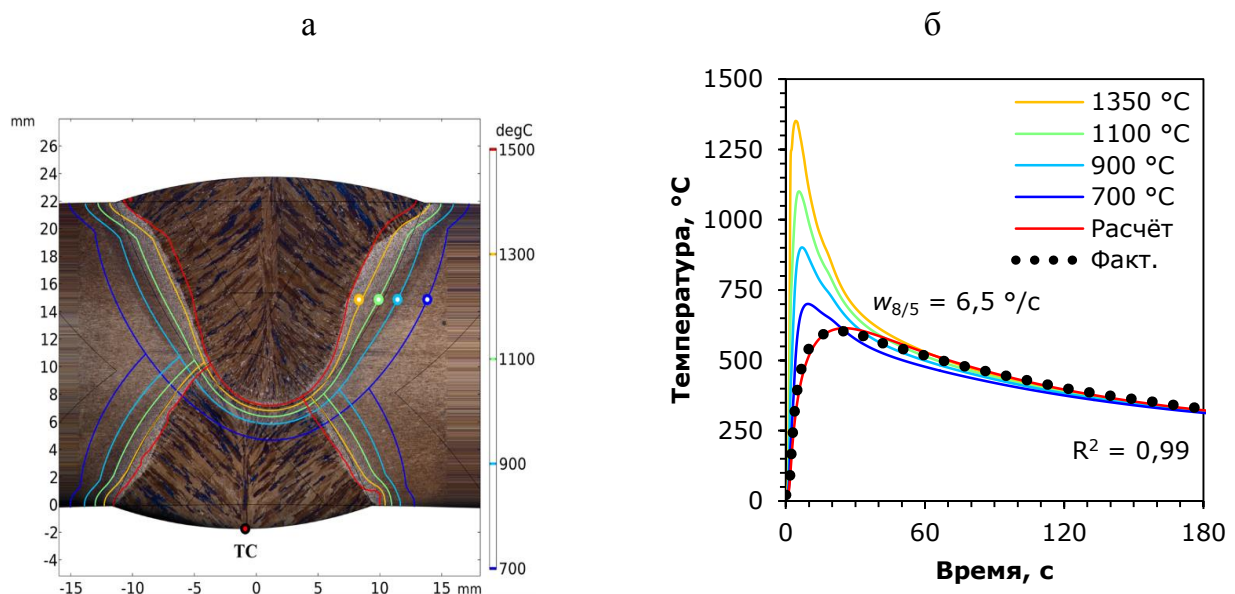 а
б
mm
26
24
22
20
18
16
14
12
10
8
6
4
2
0
-2
-4
-15
-10
-5
0
5
10
15
mm
TC
degC
1500
1300
1100
900
700
1500
1250
1000
750
500
250
0
0
60
120
180
Температура, °C
Время, с
1350 °C
1100 °C
900 °C
700 °C
Расчёт
Факт.
w8/5 = 6,5 °/с
R² = 0,99